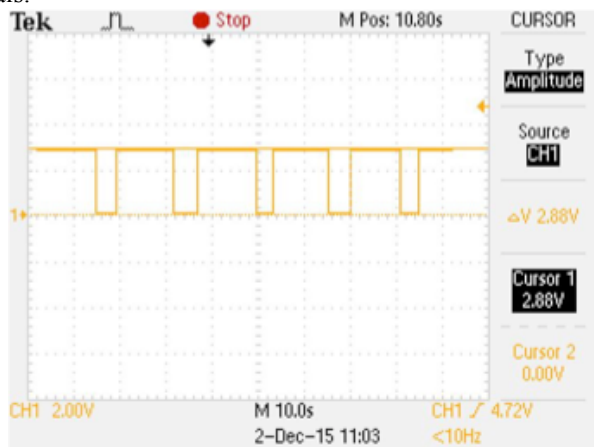 Tek Stop M Pos: 10.80s CURSOR
Type
Amplitude
Source
CH1
1
△V 2.88V
Cursor 1
2.88V
Cursor 2
0.00V
CH1 2.00V M 10.0s CH1 4.72V
2-Dec-15 11:03 <10Hz